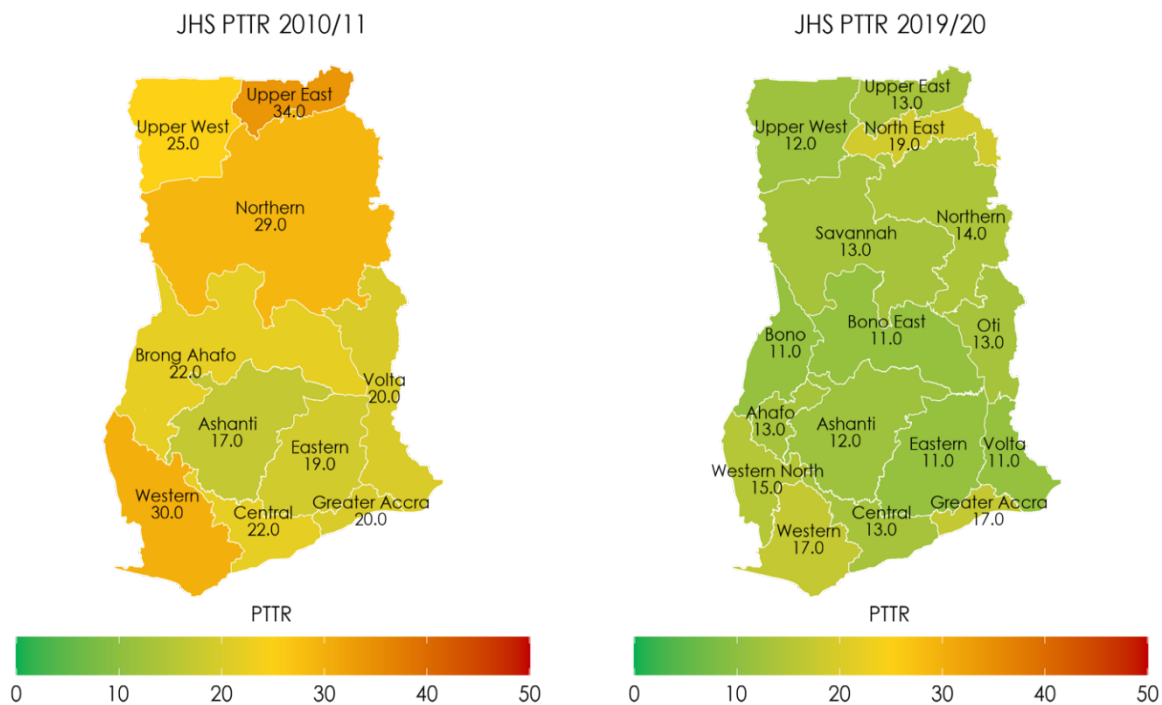 JHS PTTR 2010/11
Upper East
34.0
Upper West
25.0
Northern
29.0
Brong Ahafo
22.0
Volta
20.0
Ashanti
17.0
Eastern
19.0
Western
30.0
Central
22.0
Greater Accra
20.0
PTTR
0 10 20 30 40 50
JHS PTTR 2019/20
Upper East
13.0
Upper West
12.0
North East
19.0
Northern
14.0
Savannah
13.0
Bono East
11.0
Oti
13.0
Bono
11.0
Ahafo
13.0
Ashanti
12.0
Eastern
11.0
Volta
11.0
Western North
15.0
Greater Accra
17.0
Central
13.0
Western
17.0
PTTR
0 10 20 30 40 50